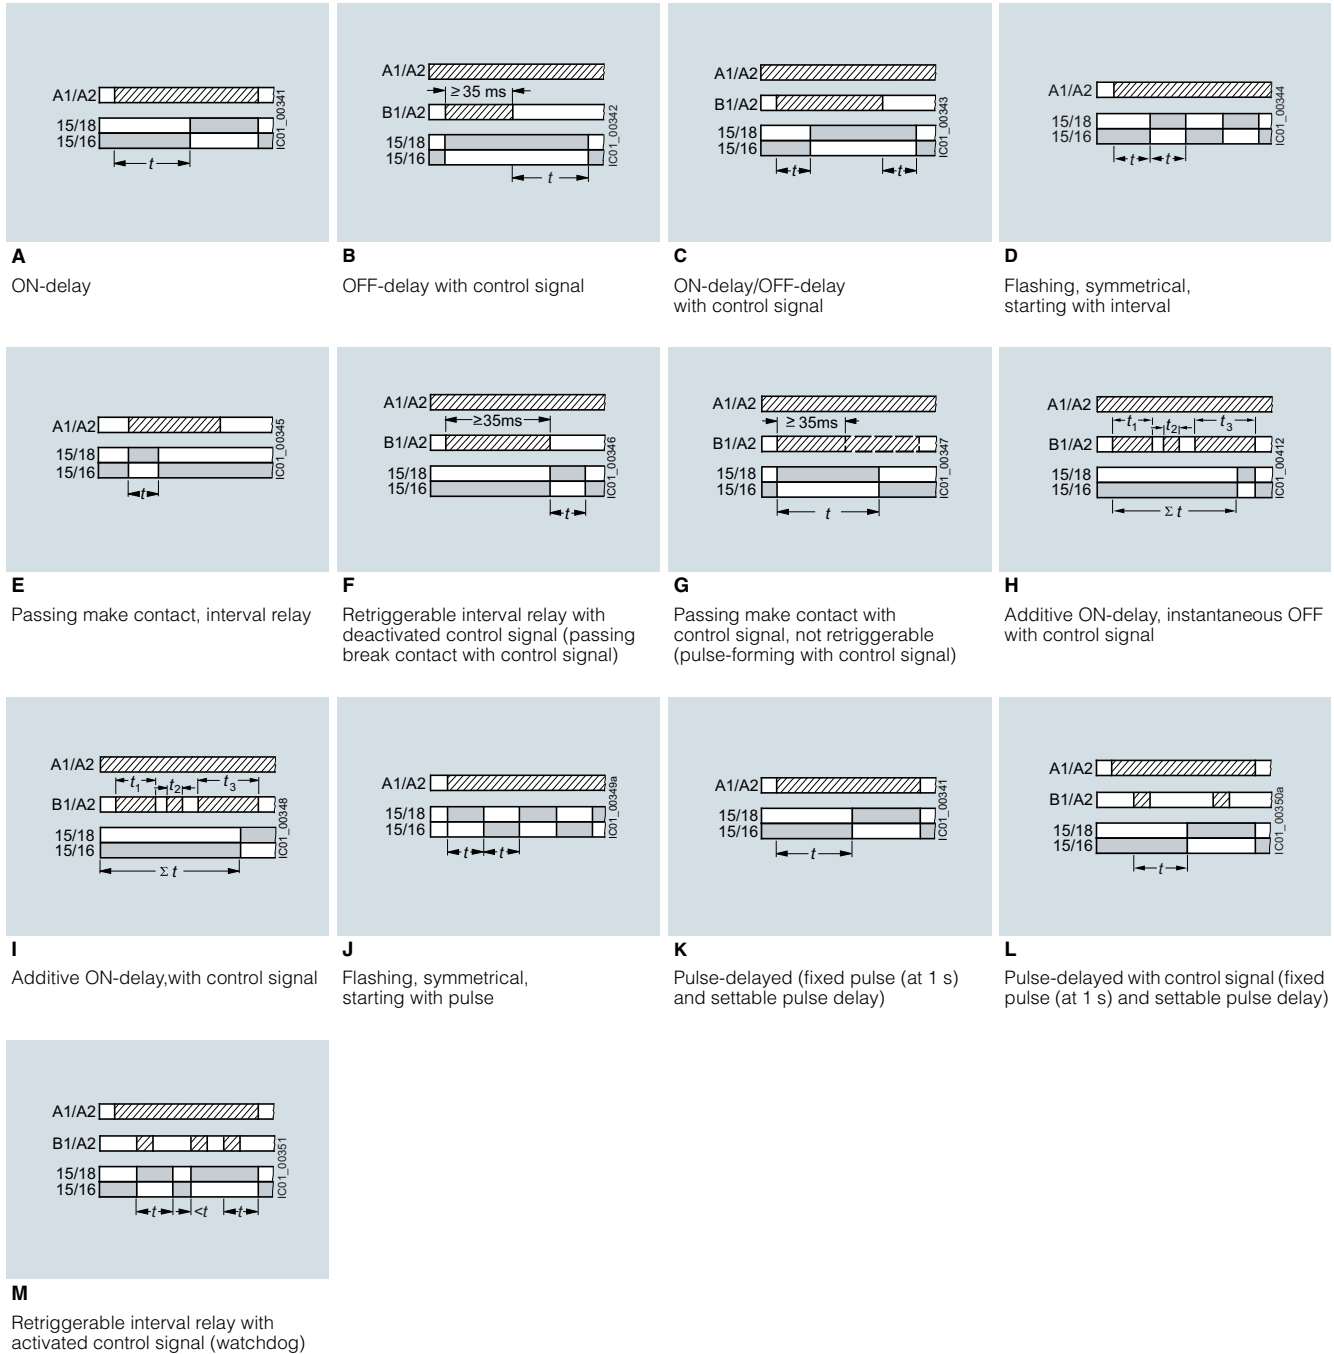 A1/A2
15/18
15/16
t
IC01_00341
A
ON-delay
A1/A2
≥ 35 ms
B1/A2
15/18
15/16
t
IC01_00342
B
OFF-delay with control signal
A1/A2
B1/A2
15/18
15/16
t t
IC01_00343
C
ON-delay/OFF-delay
with control signal
A1/A2
15/18
15/16
t t
IC01_00344
D
Flashing, symmetrical,
starting with interval
A1/A2
15/18
15/16
t
IC01_00345
E
Passing make contact, interval relay
A1/A2
≥35ms
B1/A2
15/18
15/16
t
IC01_00346
F
Retriggerable interval relay with
deactivated control signal (passing
break contact with control signal)
A1/A2
≥ 35ms
B1/A2
15/18
15/16
t
IC01_00347
G
Passing make contact with
control signal, not retriggerable
(pulse-forming with control signal)
A1/A2
t1 t2 t3
B1/A2
15/18
15/16
Σ t
IC01_00412
H
Additive ON-delay, instantaneous OFF
with control signal
A1/A2
t1 t2 t3
B1/A2
15/18
15/16
Σ t
IC01_00348
I
Additive ON-delay,with control signal
A1/A2
15/18
15/16
t t
IC01_00349a
J
Flashing, symmetrical,
starting with pulse
A1/A2
15/18
15/16
t
IC01_00341
K
Pulse-delayed (fixed pulse (at 1 s)
and settable pulse delay)
A1/A2
B1/A2
15/18
15/16
t
IC01_00350a
L
Pulse-delayed with control signal (fixed
pulse (at 1 s) and settable pulse delay)
A1/A2
B1/A2
15/18
15/16
t <t t
IC01_00351
M
Retriggerable interval relay with
activated control signal (watchdog)